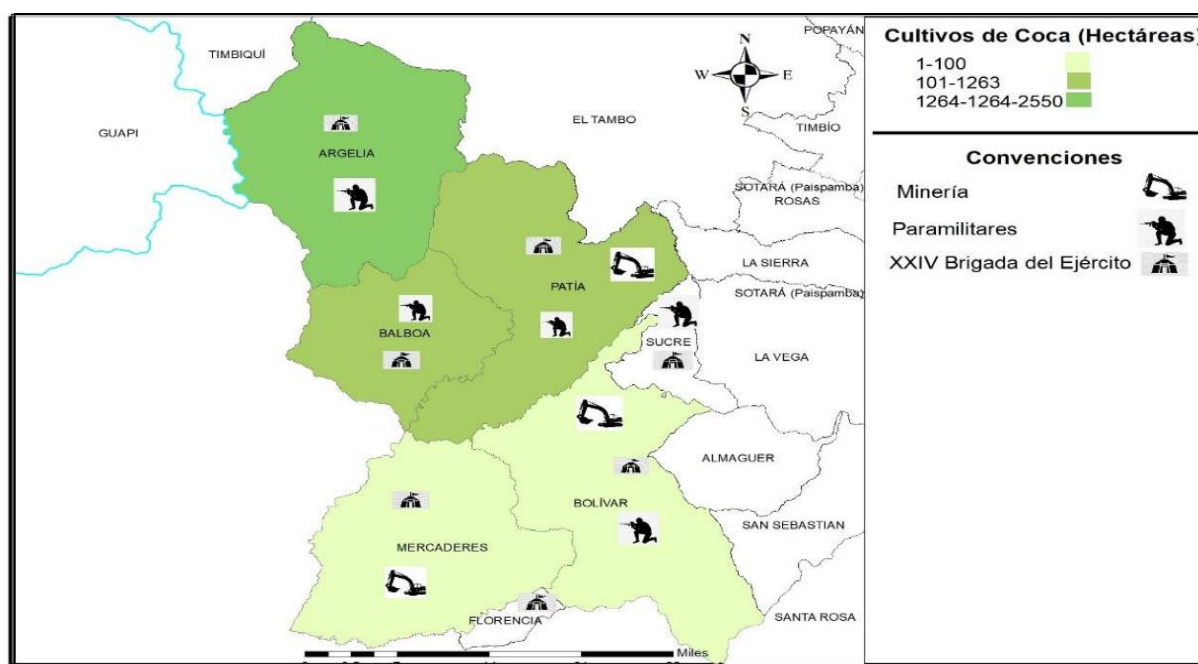 POPAYÁN
TIMBIQUÍ
N
W E
S
GUAPI
EL TAMBO
TIMBÍO
ARGELIA
SOTARÁ (Paispamba)
ROSAS
LA SIERRA
PATÍA
SOTARÁ (Paispamba)
BALBOA
SUCRE
LA VEGA
ALMAGUER
BOLÍVAR
SAN SEBASTIAN
MERCADERES
FLORENCIA
SANTA ROSA
Miles
Cultivos de Coca (Hectáreas)
1-100
101-1263
1264-1264-2550
Convenciones
Minería
Paramilitares
XXIV Brigada del Ejército